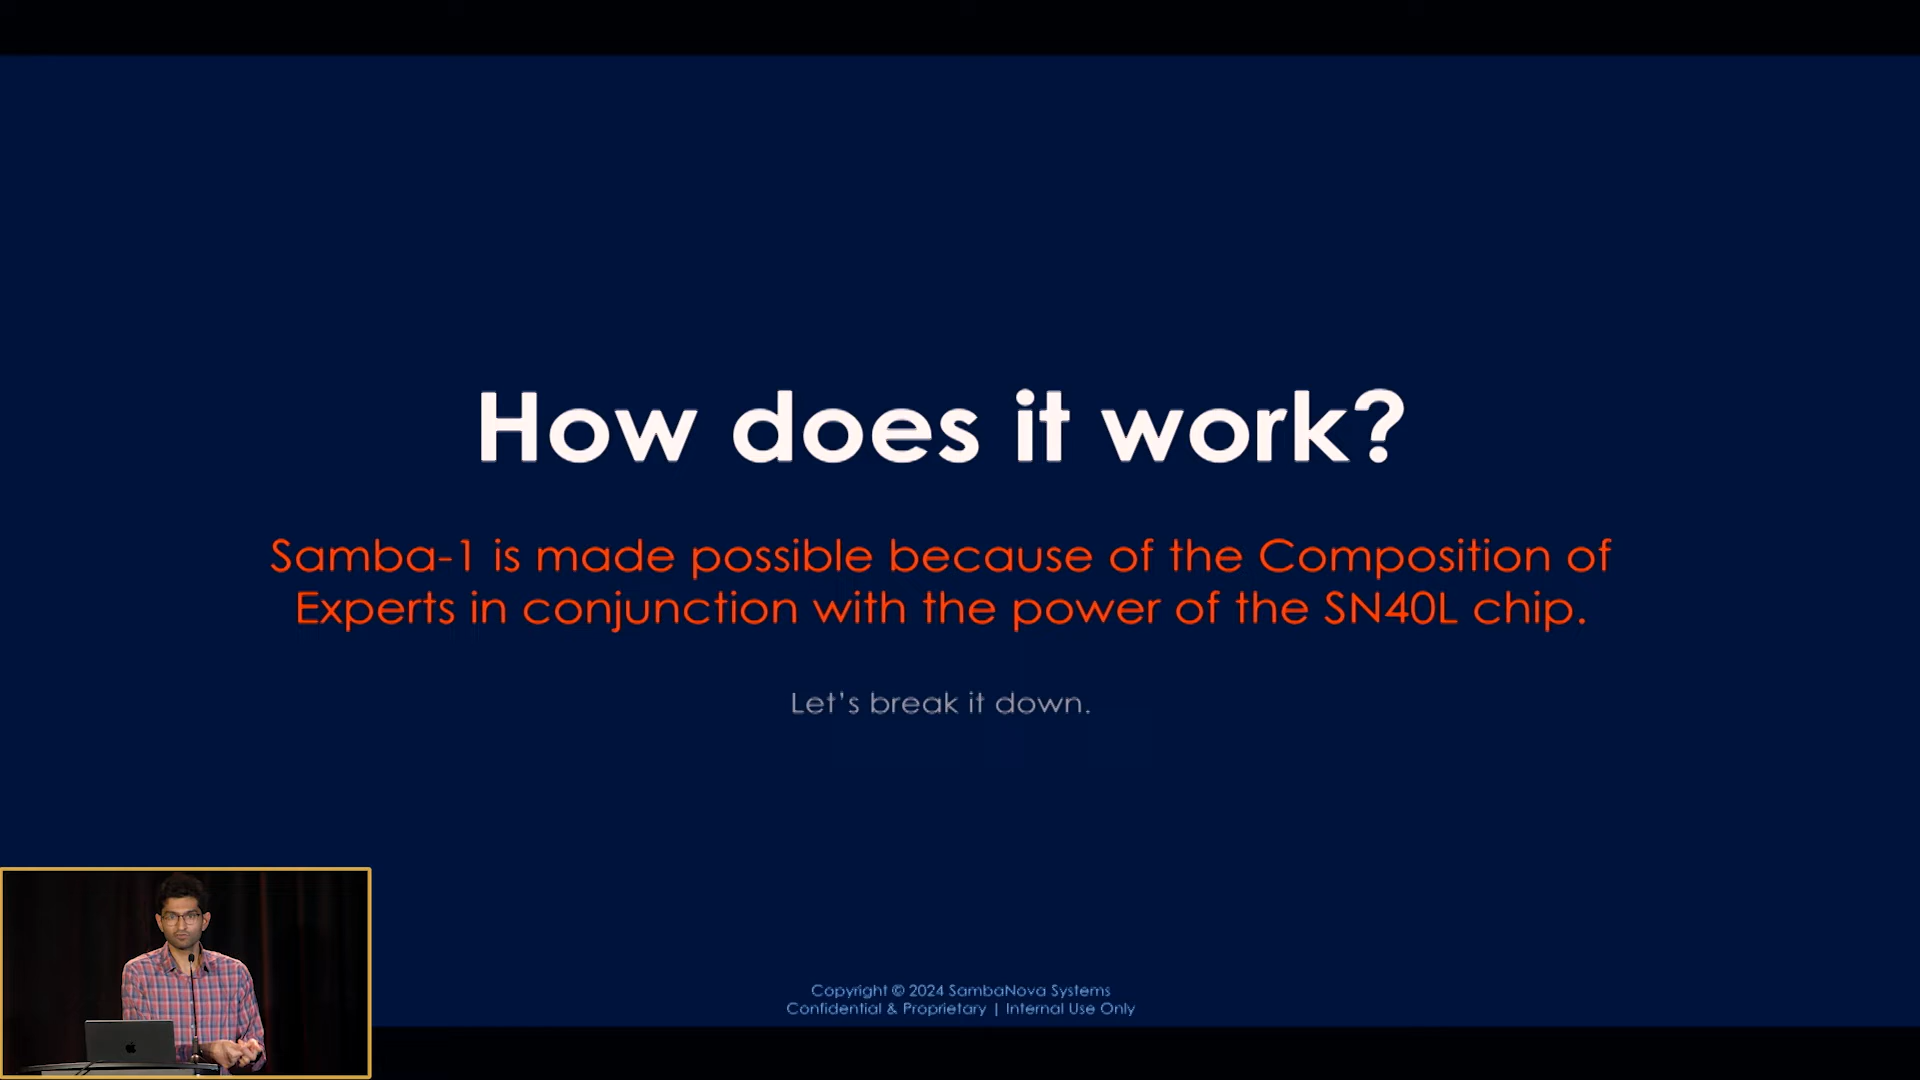 How does it work?
Samba-1 is made possible because of the Composition of
Experts in conjunction with the power of the SN40L chip.
Let's break it down.
Copyright © 2024 SambaNova Systems
Confidential & Proprietary | Internal Use Only